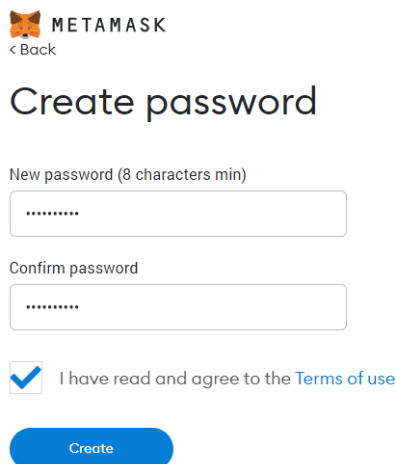 METAMASK
< Back
Create password
New password (8 characters min)
••••••••••
Confirm password
••••••••••
I have read and agree to the Terms of use
Create